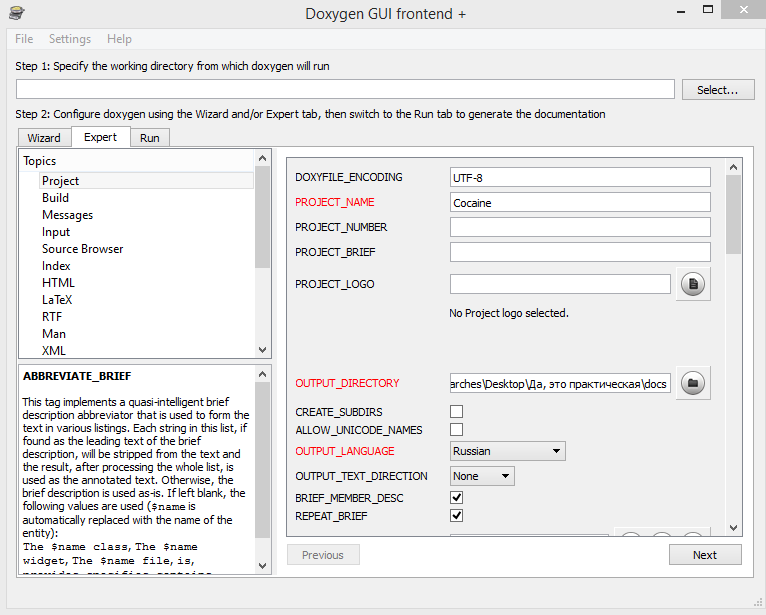 Doxygen GUI frontend +
File Settings Help
Step 1: Specify the working directory from which doxygen will run
Select...
Step 2: Configure doxygen using the Wizard and/or Expert tab, then switch to the Run tab to generate the documentation
Wizard Expert Run
Topics
Project
Build
Messages
Input
Source Browser
Index
HTML
LaTeX
RTF
Man
XML
ABBREVIATE_BRIEF
This tag implements a quasi-intelligent brief
description abbreviator that is used to form the
text in various listings. Each string in this list, if
found as the leading text of the brief
description, will be stripped from the text and
the result, after processing the whole list, is
used as the annotated text. Otherwise, the
brief description is used as-is. If left blank, the
following values are used ($name is
automatically replaced with the name of the
entity):
The $name class, The $name
widget, The $name file, is,
provides, specifies, contains,
DOXYFILE_ENCODING UTF-8
PROJECT_NAME Cocaine
PROJECT_NUMBER
PROJECT_BRIEF
PROJECT_LOGO
No Project logo selected.
OUTPUT_DIRECTORY arches\Desktop\Да, это практическая\docs
CREATE_SUBDIRS
ALLOW_UNICODE_NAMES
OUTPUT_LANGUAGE Russian
OUTPUT_TEXT_DIRECTION None
BRIEF_MEMBER_DESC
REPEAT_BRIEF
Previous Next